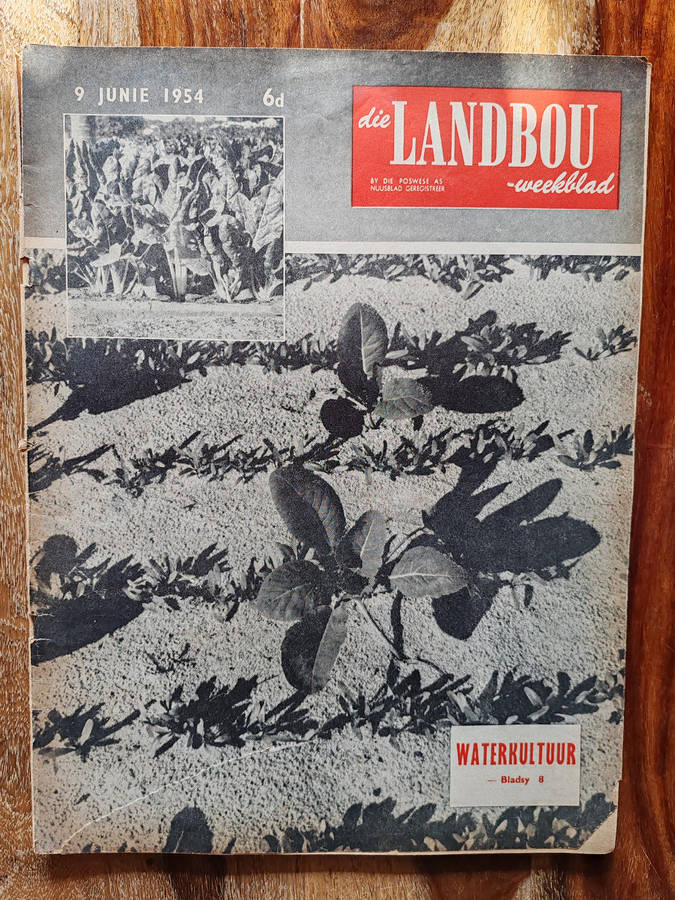 9 JUNIE 1954 6d
die LANDBOU
-weekblad
BY DIE POSWESE AS
NUUSBLAD GEREGISTREER
WATERKULTUUR
— Bladsy 8